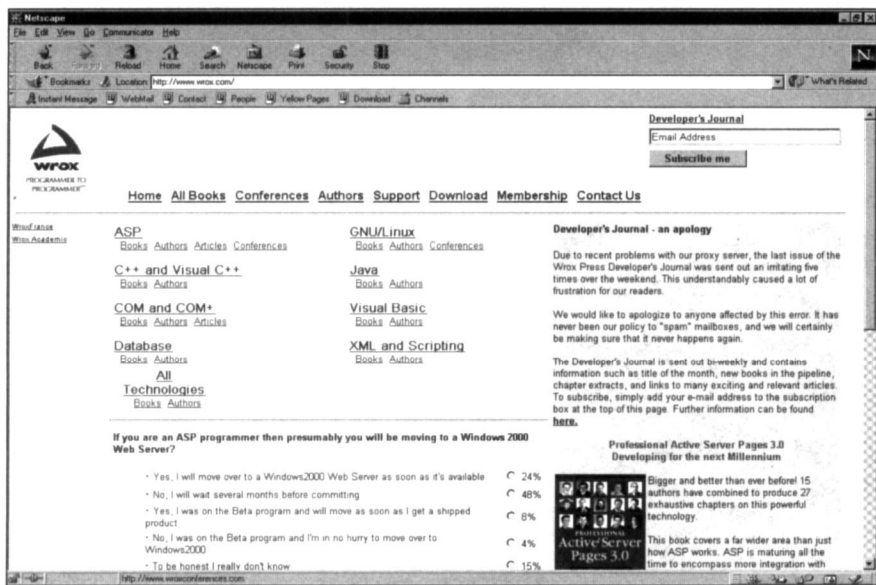 Netscape
File Edit View Go Communicator Help
Back Forward Reload Home Search Netscape Print Security Stop
Bookmarks Location: http://www.wrox.com/ What's Related
Instant Message WebMail Contact People Yellow Pages Download Channels
Developer's Journal
Email Address
Subscribe me
wrox
PROGRAMMER TO
PROGRAMMER™
Home All Books Conferences Authors Support Download Membership Contact Us
Wrox France
Wrox Academic
ASP
Books Authors Articles Conferences
C++ and Visual C++
Books Authors
COM and COM+
Books Authors Articles
Database
Books Authors
All
Technologies
Books Authors
GNU/Linux
Books Authors Conferences
Java
Books Authors
Visual Basic
Books Authors
XML and Scripting
Books Authors
If you are an ASP programmer then presumably you will be moving to a Windows 2000
Web Server?
· Yes, I will move over to a Windows2000 Web Server as soon as it's available 24%
· No, I will wait several months before committing 48%
· Yes, I was on the Beta program and will move as soon as I get a shipped
product 8%
· No, I was on the Beta program and I'm in no hurry to move over to
Windows2000 4%
· To be honest I really don't know 15%
Developer's Journal - an apology
Due to recent problems with our proxy server, the last issue of the
Wrox Press Developer's Journal was sent out an irritating five
times over the weekend. This understandably caused a lot of
frustration for our readers.
We would like to apologize to anyone affected by this error. It has
never been our policy to "spam" mailboxes, and we will certainly
be making sure that it never happens again.
The Developer's Journal is sent out bi-weekly and contains
information such as title of the month, new books in the pipeline,
chapter extracts, and links to many exciting and relevant articles.
To subscribe, simply add your e-mail address to the subscription
box at the top of this page. Further information can be found
here.
Professional Active Server Pages 3.0
Developing for the next Millennium
PROFESSIONAL
Active Server
Pages 3.0
Bigger and better than ever before! 15
authors have combined to produce 27
exhaustive chapters on this powerful
technology.
This book covers a far wider area than just
how ASP works. ASP is maturing all the
time to encompass more integration with
http://www.wroxconferences.com